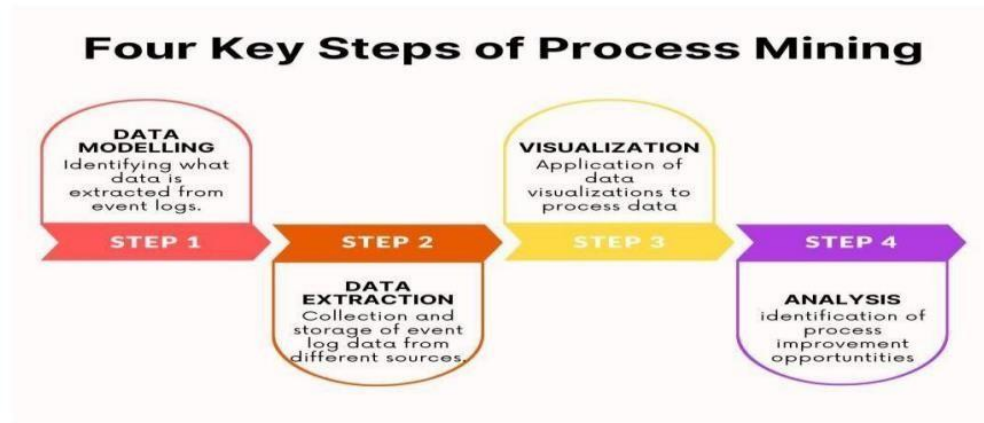 Four Key Steps of Process Mining
DATA
MODELLING
Identifying what
data is
extracted from
event logs.
STEP 1
STEP 2
DATA
EXTRACTION
Collection and
storage of event
log data from
different sources.
VISUALIZATION
Application of
data
visualizations to
process data
STEP 3
STEP 4
ANALYSIS
identification of
process
improvement
opportuntities